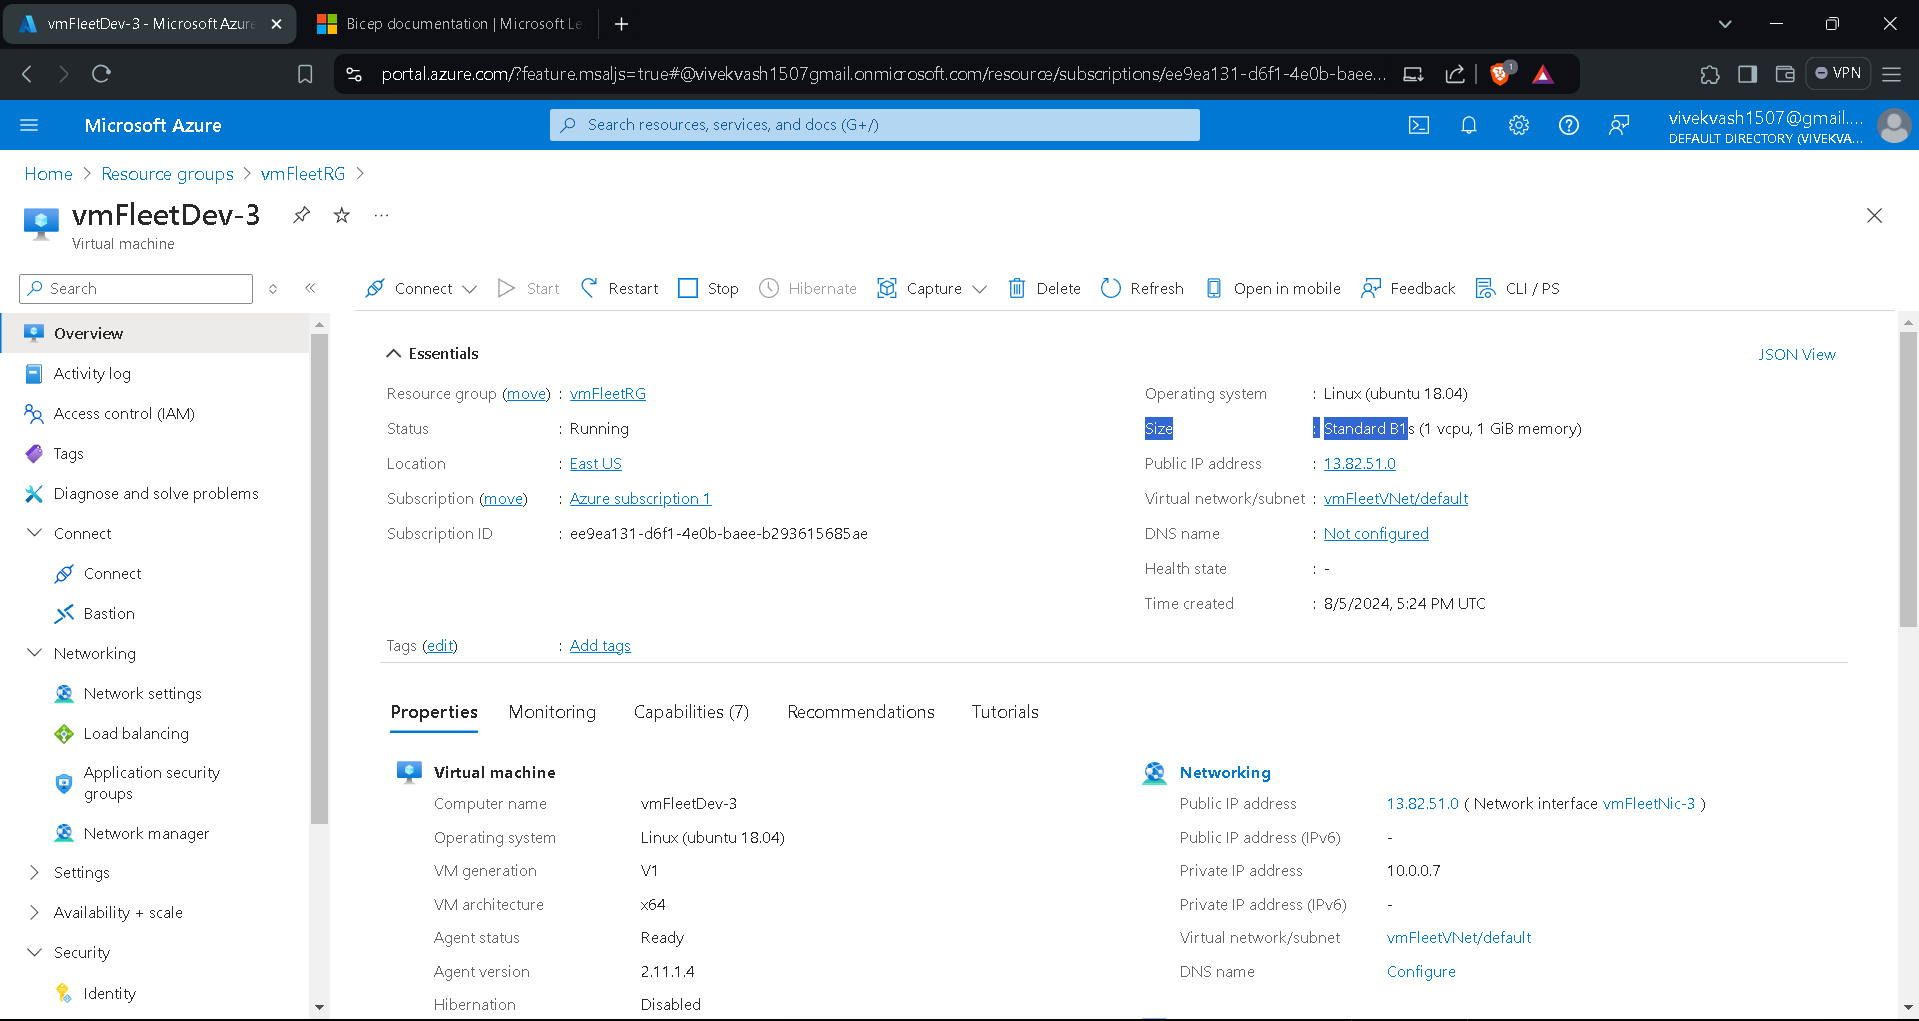 vmFleetDev-3 - Microsoft Azure
Bicep documentation | Microsoft Le
portal.azure.com/?feature.msaljs=true#@vivekvash1507gmail.onmicrosoft.com/resource/subscriptions/ee9ea131-d6f1-4e0b-baee...
1
VPN
Microsoft Azure
Search resources, services, and docs (G+/)
vivekvash1507@gmail....
DEFAULT DIRECTORY (VIVEKVA...
Home > Resource groups > vmFleetRG >
vmFleetDev-3
Virtual machine
Search
Connect
Start
Restart
Stop
Hibernate
Capture
Delete
Refresh
Open in mobile
Feedback
CLI / PS
Overview
Activity log
Access control (IAM)
Tags
Diagnose and solve problems
Connect
Connect
Bastion
Networking
Network settings
Load balancing
Application security
groups
Network manager
Settings
Availability + scale
Security
Identity
Essentials
JSON View
Resource group (move) : vmFleetRG
Status : Running
Location : East US
Subscription (move) : Azure subscription 1
Subscription ID : ee9ea131-d6f1-4e0b-baee-b293615685ae
Operating system : Linux (ubuntu 18.04)
Size : Standard B1s (1 vcpu, 1 GiB memory)
Public IP address : 13.82.51.0
Virtual network/subnet : vmFleetVNet/default
DNS name : Not configured
Health state : -
Time created : 8/5/2024, 5:24 PM UTC
Tags (edit) : Add tags
Properties
Monitoring
Capabilities (7)
Recommendations
Tutorials
Virtual machine
Computer name vmFleetDev-3
Operating system Linux (ubuntu 18.04)
VM generation V1
VM architecture x64
Agent status Ready
Agent version 2.11.1.4
Hibernation Disabled
Networking
Public IP address 13.82.51.0 ( Network interface vmFleetNic-3 )
Public IP address (IPv6) -
Private IP address 10.0.0.7
Private IP address (IPv6) -
Virtual network/subnet vmFleetVNet/default
DNS name Configure